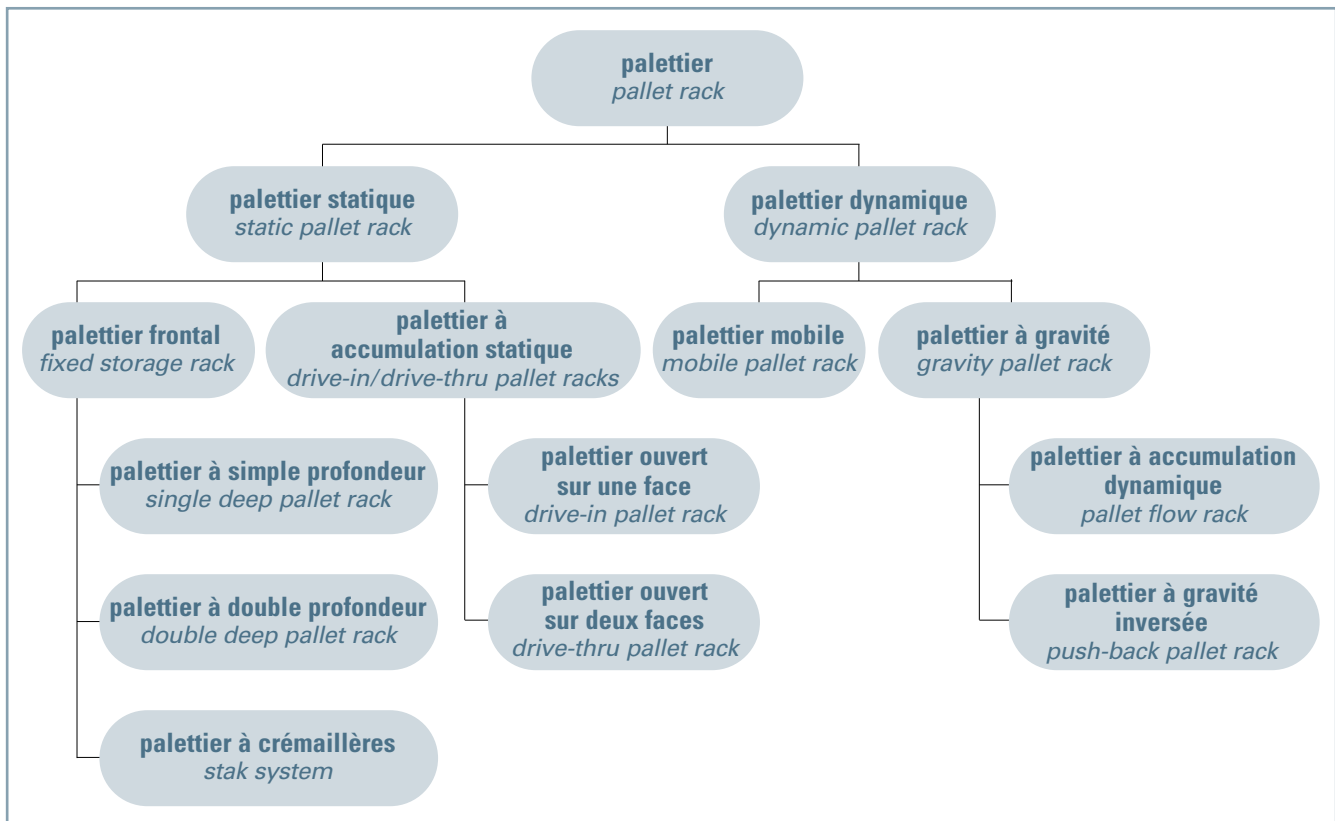 palettier
pallet rack
palettier statique
static pallet rack
palettier dynamique
dynamic pallet rack
palettier frontal
fixed storage rack
palettier à
accumulation statique
drive-in/drive-thru pallet racks
palettier mobile
mobile pallet rack
palettier à gravité
gravity pallet rack
palettier à simple profondeur
single deep pallet rack
palettier ouvert
sur une face
drive-in pallet rack
palettier à accumulation
dynamique
pallet flow rack
palettier à double profondeur
double deep pallet rack
palettier ouvert
sur deux faces
drive-thru pallet rack
palettier à gravité
inversée
push-back pallet rack
palettier à crémaillères
stak system